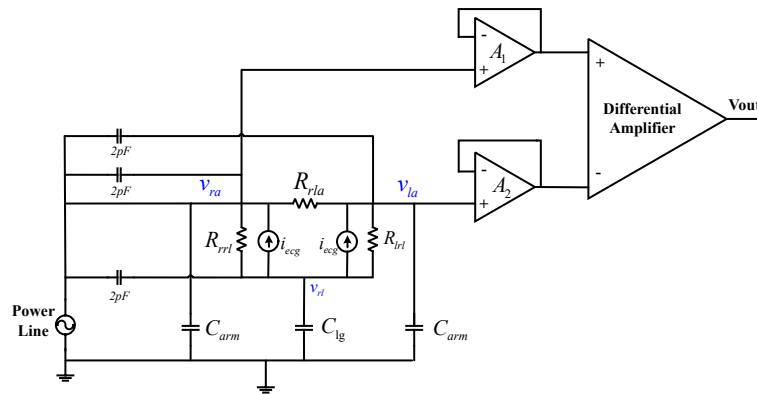 -
A1
+
+
Differential
Amplifier
-
Vout
2pF
2pF
vra
Rrla
vla
-
A2
+
Rrrl
iecg
iecg
Rlrl
2pF
vrl
Power
Line
Carm
Clg
Carm